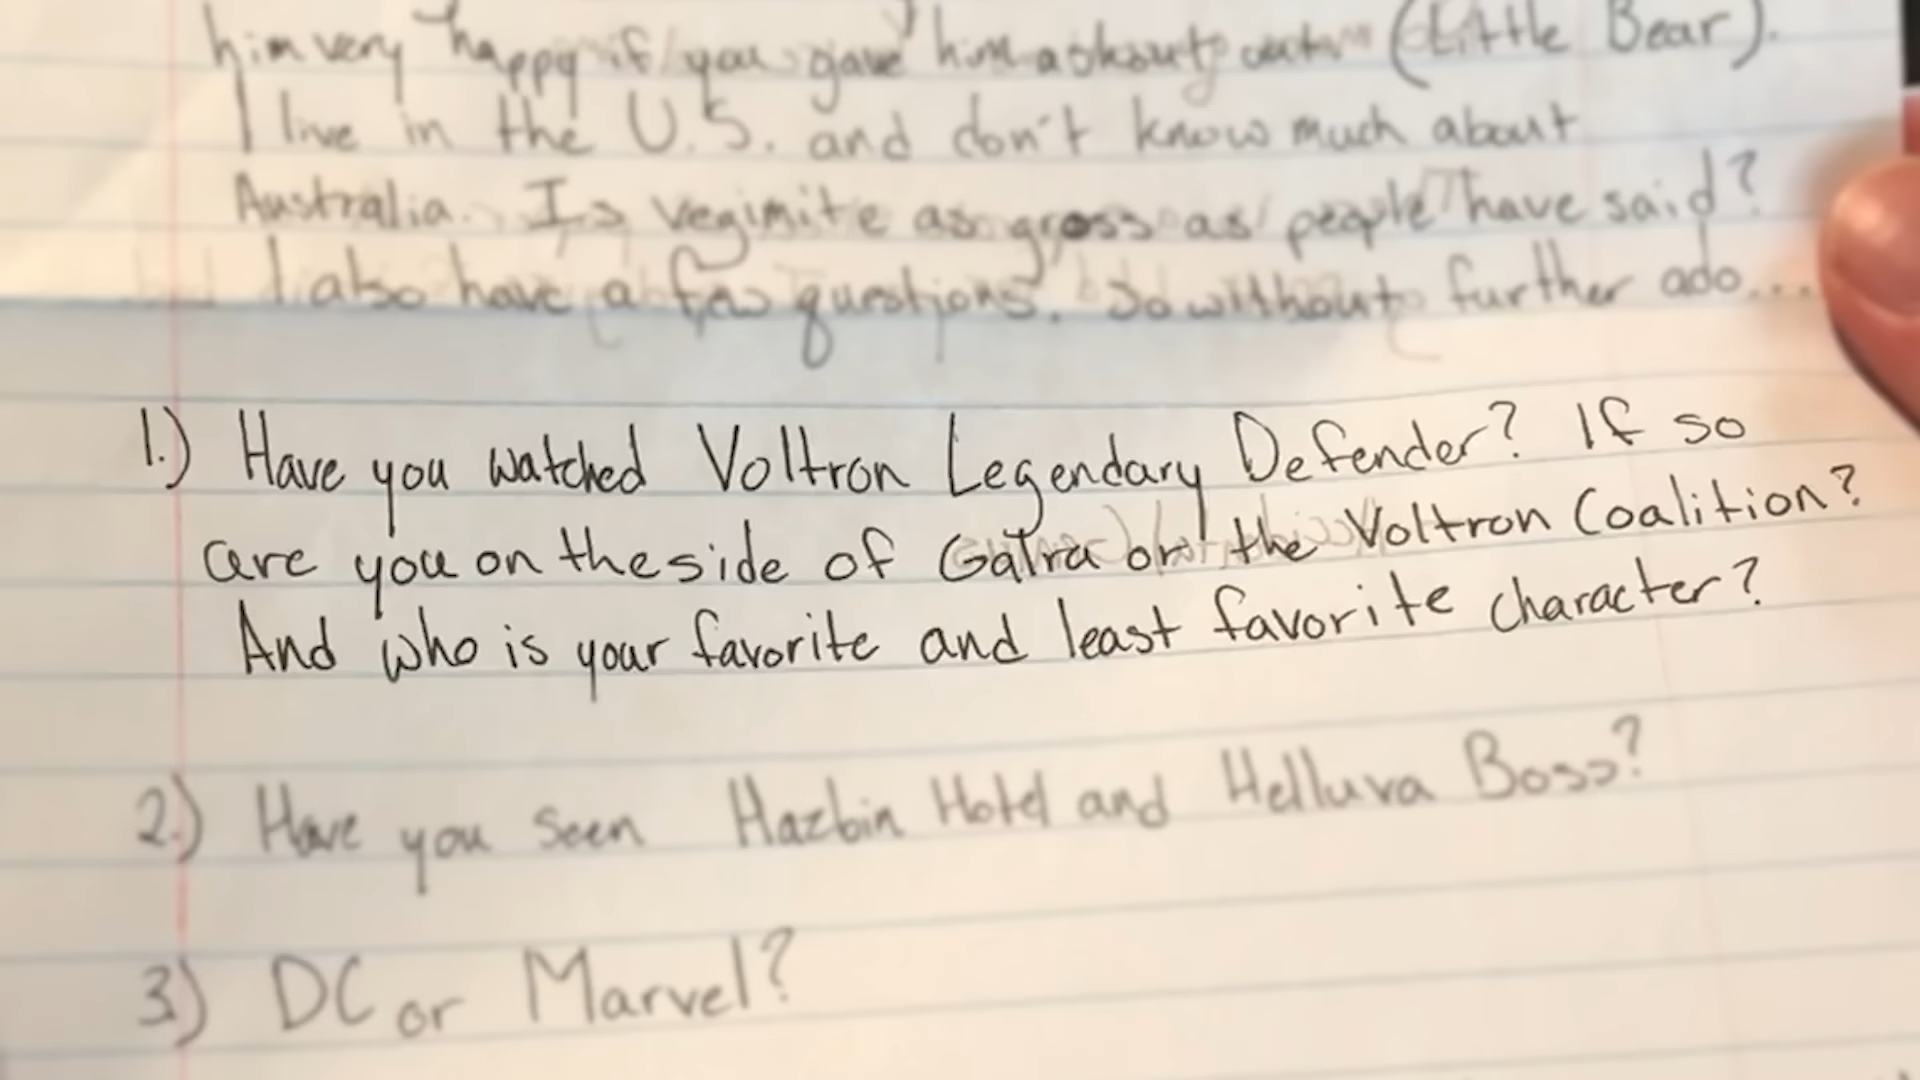 him very happy if you gave him a shout out (Little Bear).
I live in the U.S. and don't know much about
Australia. Is vegimite as gross as people have said?
I also have a few questions. So without further ado...
1.) Have you watched Voltron Legendary Defender? If so
are you on the side of Galra or the Voltron Coalition?
And who is your favorite and least favorite character?
2.) Have you seen Hazbin Hotel and Helluva Boss?
3.) DC or Marvel?